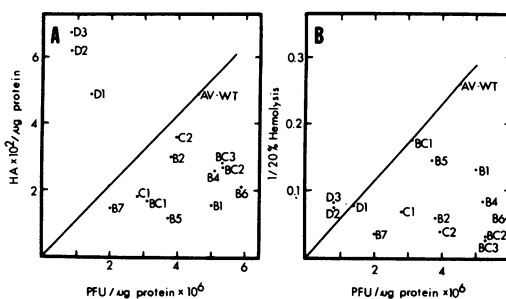 A
HA × 10² / µg protein
6
4
2
0
2
4
6
PFU / µg protein × 10⁶
D3
D2
D1
AV-WT
C2
B2
BC3
BC2
B4
B6
C1
BC1
B1
B7
B5
B
1/20% Hemolysis
0.3
0.2
0.1
0
2
4
6
PFU / µg protein × 10⁶
AV-WT
BC1
B5
B1
D3
D2
D1
C1
B4
B2
B6
B7
C2
BC2
BC3